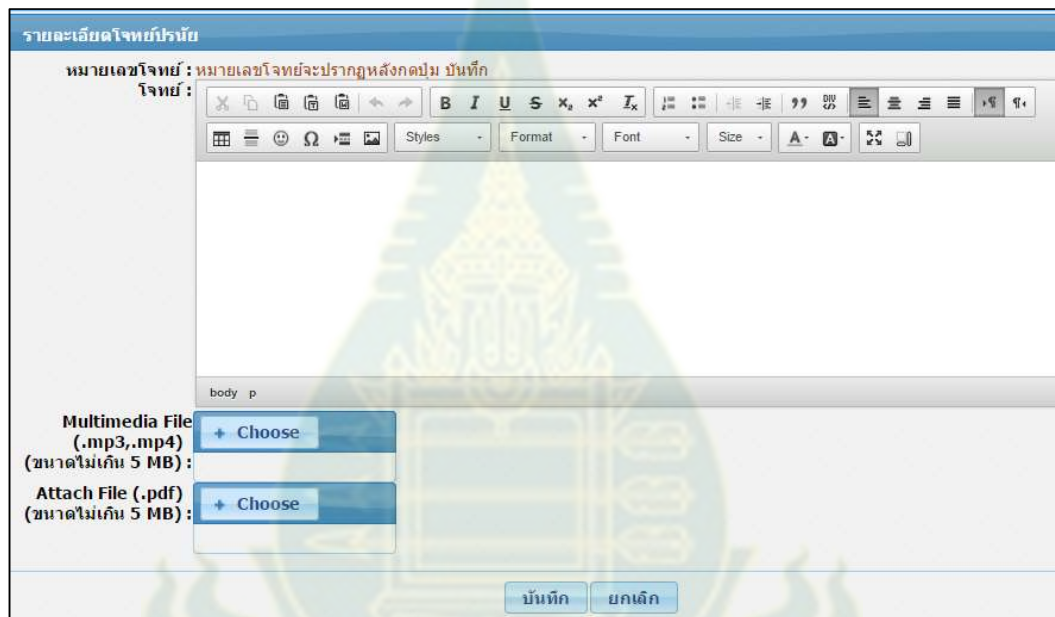 รายละเอียดโจทย์ปรนัย
หมายเลขโจทย์ : หมายเลขโจทย์จะปรากฏหลังกดปุ่ม บันทึก
โจทย์ :
B I U S x₂ x² Ix
Styles Format Font Size A A
body p
Multimedia File
(.mp3,.mp4)
(ขนาดไม่เกิน 5 MB) :
+ Choose
Attach File (.pdf)
(ขนาดไม่เกิน 5 MB) :
+ Choose
บันทึก ยกเลิก